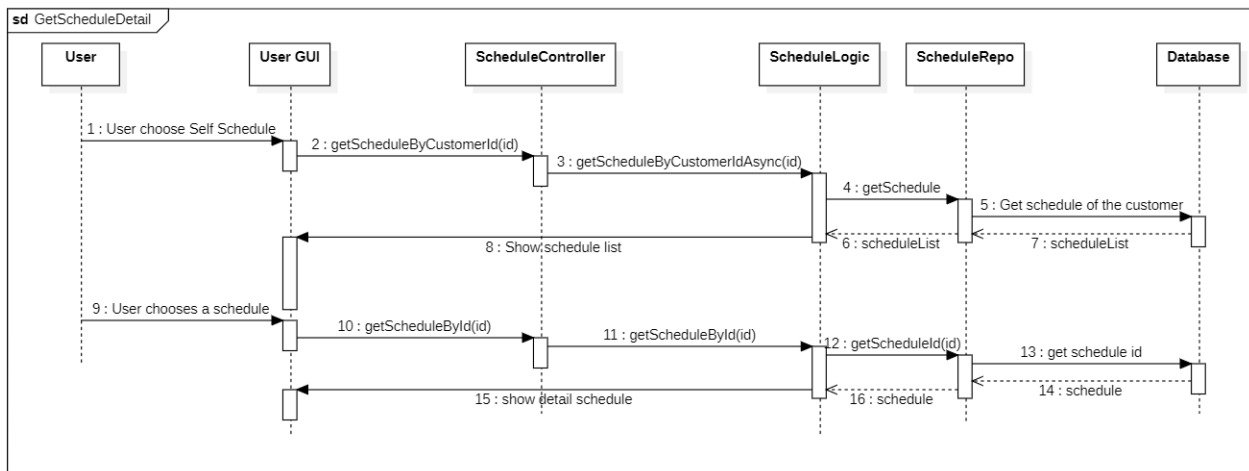 sd GetScheduleDetail
User
User GUI
ScheduleController
ScheduleLogic
ScheduleRepo
Database
1 : User choose Self Schedule
2 : getScheduleByCustomerId(id)
3 : getScheduleByCustomerIdAsync(id)
4 : getSchedule
5 : Get schedule of the customer
8 : Show schedule list
6 : scheduleList
7 : scheduleList
9 : User chooses a schedule
10 : getScheduleById(id)
11 : getScheduleById(id)
12 : getScheduleId(id)
13 : get schedule id
15 : show detail schedule
16 : schedule
14 : schedule